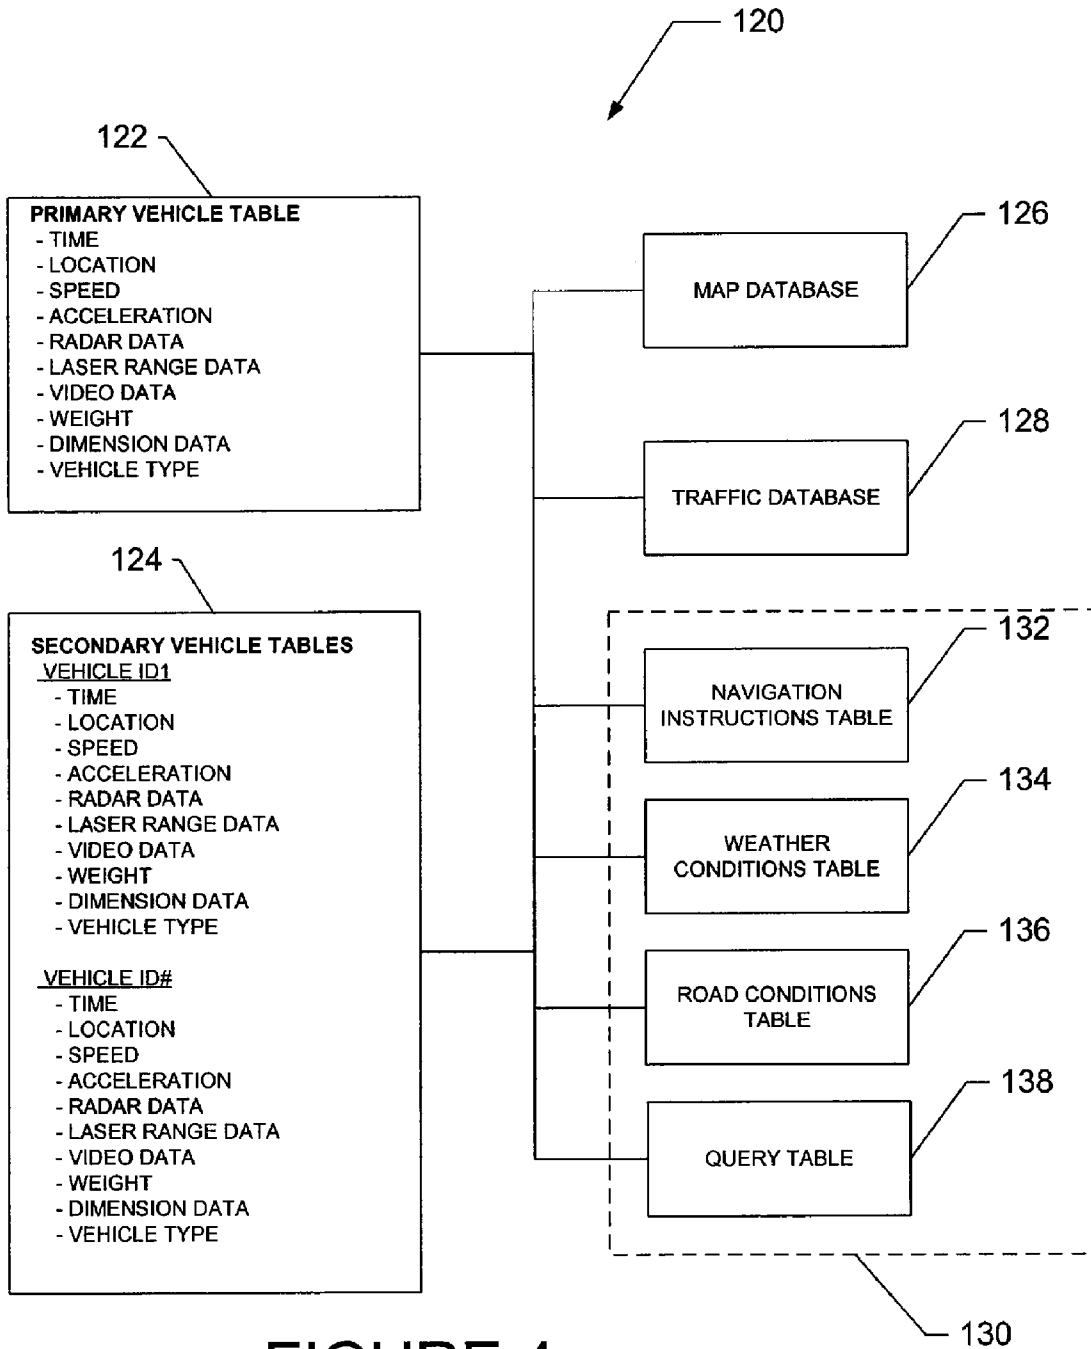 120
122
PRIMARY VEHICLE TABLE
- TIME
- LOCATION
- SPEED
- ACCELERATION
- RADAR DATA
- LASER RANGE DATA
- VIDEO DATA
- WEIGHT
- DIMENSION DATA
- VEHICLE TYPE
126
MAP DATABASE
128
TRAFFIC DATABASE
124
SECONDARY VEHICLE TABLES
VEHICLE ID1
- TIME
- LOCATION
- SPEED
- ACCELERATION
- RADAR DATA
- LASER RANGE DATA
- VIDEO DATA
- WEIGHT
- DIMENSION DATA
- VEHICLE TYPE
VEHICLE ID#
- TIME
- LOCATION
- SPEED
- ACCELERATION
- RADAR DATA
- LASER RANGE DATA
- VIDEO DATA
- WEIGHT
- DIMENSION DATA
- VEHICLE TYPE
132
NAVIGATION
INSTRUCTIONS TABLE
134
WEATHER
CONDITIONS TABLE
136
ROAD CONDITIONS
TABLE
138
QUERY TABLE
130
FIGURE